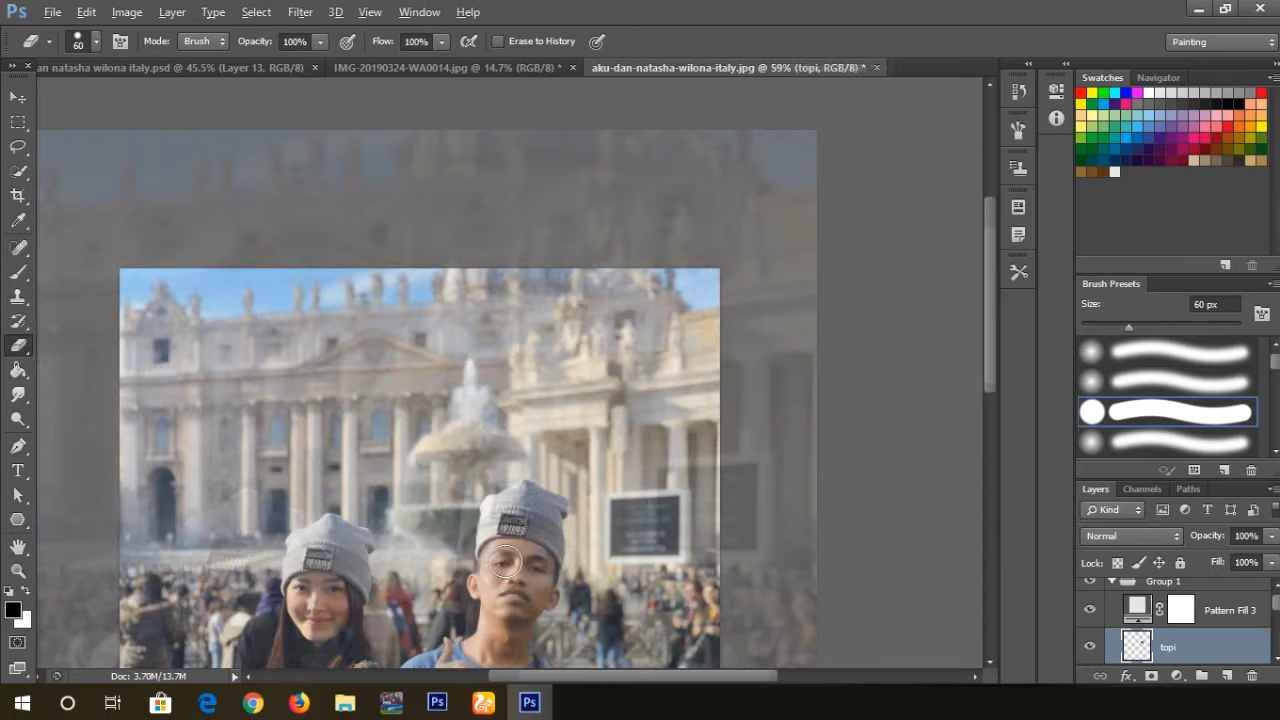 Ps File Edit Image Layer Type Select Filter 3D View Window Help
60 Mode: Brush Opacity: 100% Flow: 100% Erase to History Painting
an natasha wilona italy.psd @ 45.5% (Layer 13, RGB/8) × IMG-20190324-WA0014.jpg @ 14.7% (RGB/8) * × aku-dan-natasha-wilona-italy.jpg @ 59% (topi, RGB/8) * ×
Swatches Navigator
Brush Presets
Size: 60 px
Layers Channels Paths
Kind
Normal Opacity: 100%
Lock: Fill: 100%
Group 1
Pattern Fill 3
topi
Doc: 3.70M/13.7M
Ps Ps